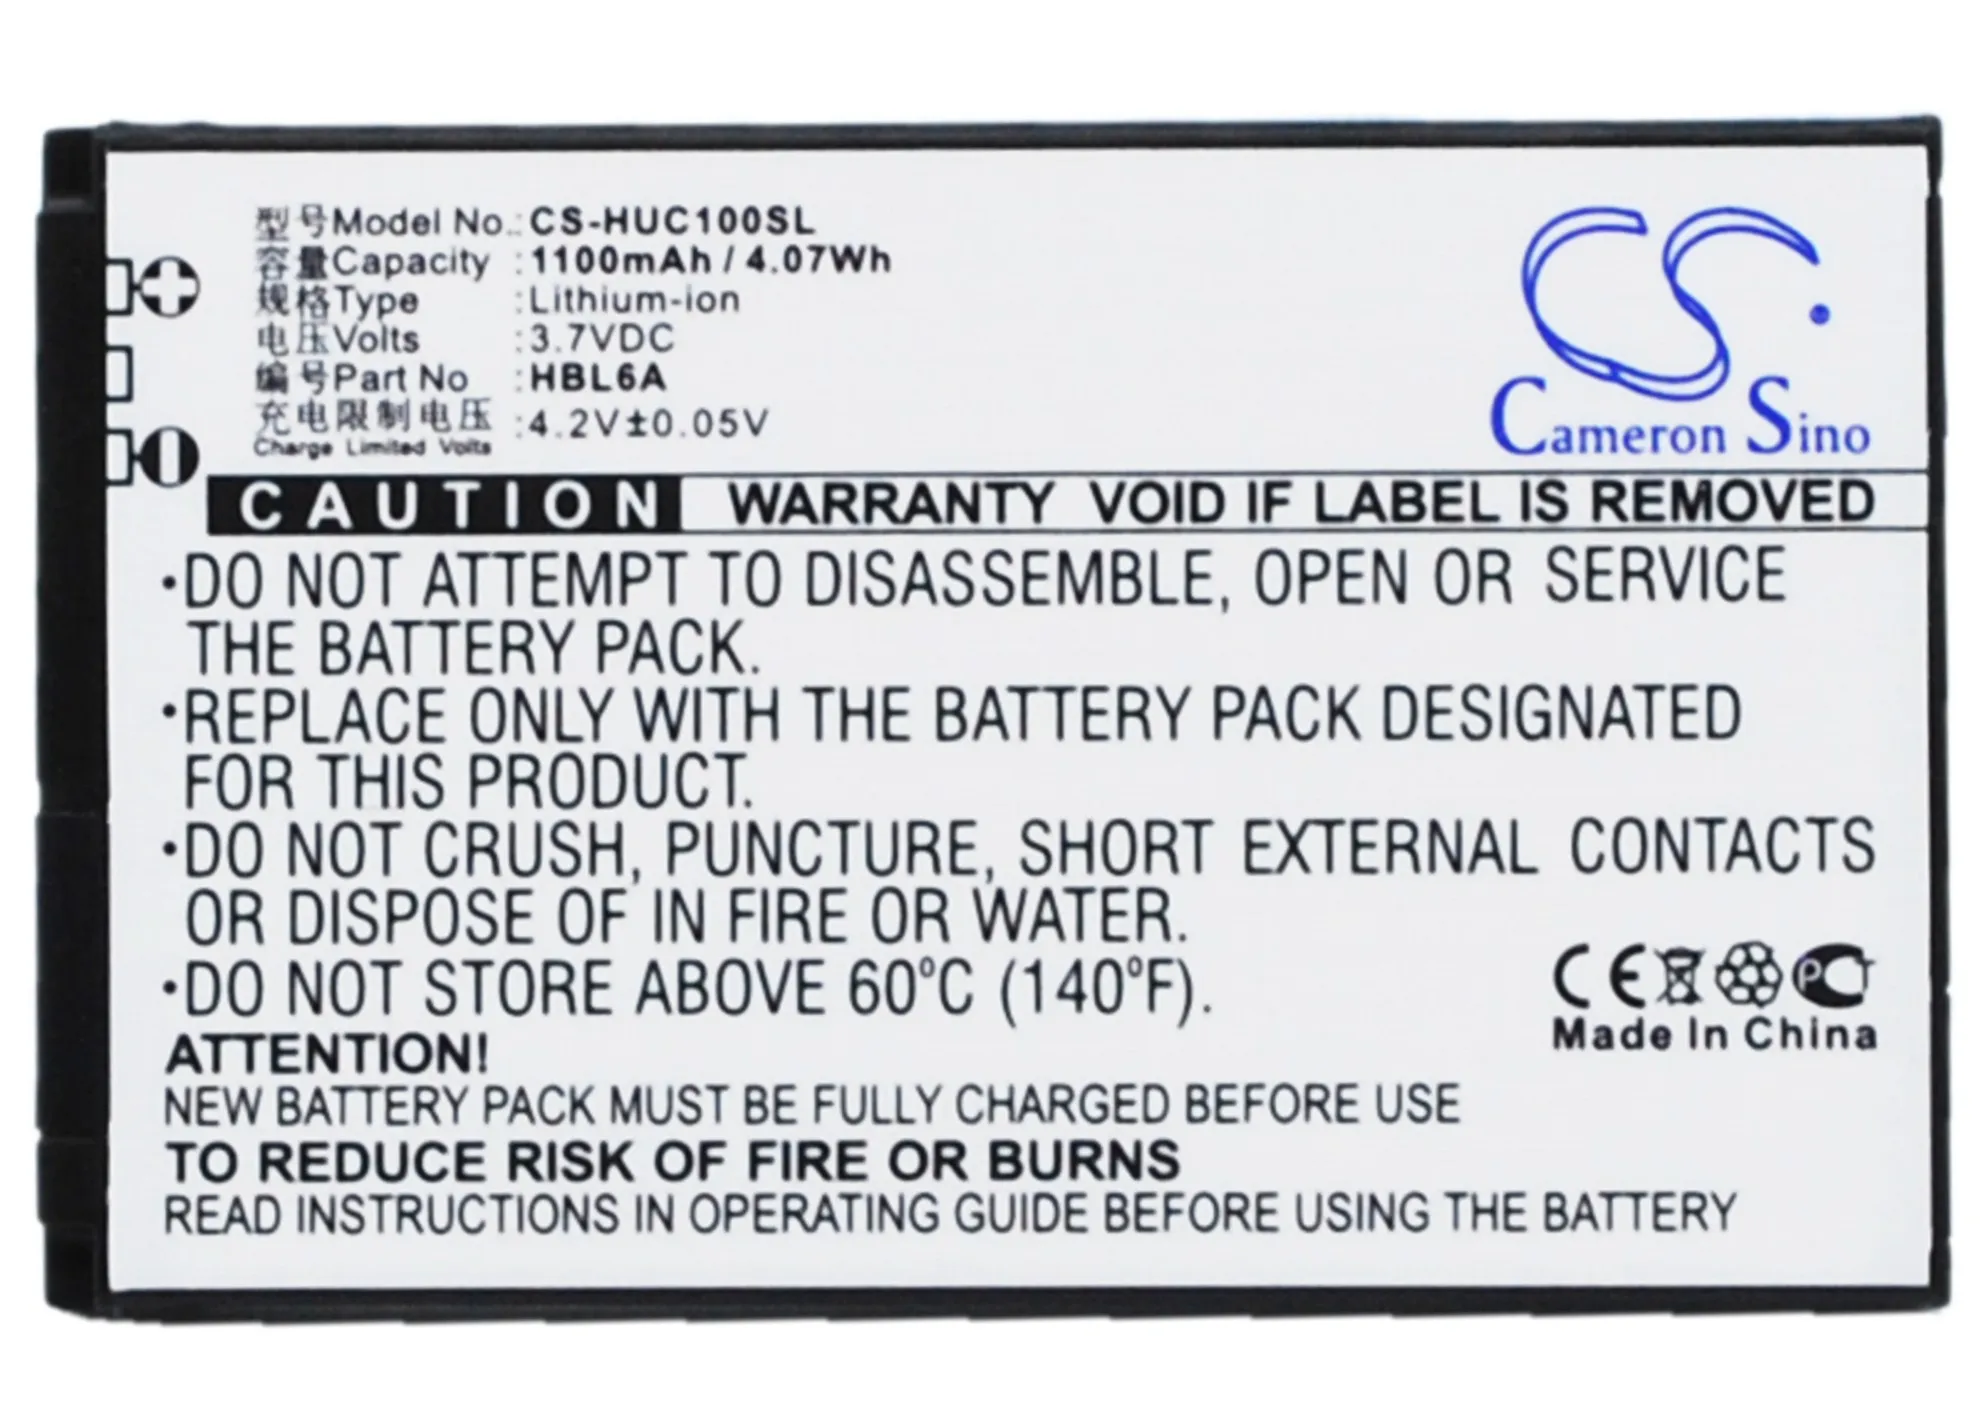 型号Model No.: CS-HUC100SL
容量Capacity : 1100mAh / 4.07Wh
规格Type : Lithium-ion
电压Volts : 3.7VDC
编号Part No : HBL6A
充电限制电压 : 4.2V±0.05V
Charge Limited Volts
CS
Cameron Sino
CAUTION WARRANTY VOID IF LABEL IS REMOVED
•DO NOT ATTEMPT TO DISASSEMBLE, OPEN OR SERVICE
THE BATTERY PACK.
•REPLACE ONLY WITH THE BATTERY PACK DESIGNATED
FOR THIS PRODUCT.
•DO NOT CRUSH, PUNCTURE, SHORT EXTERNAL CONTACTS
OR DISPOSE OF IN FIRE OR WATER.
•DO NOT STORE ABOVE 60°C (140°F).
CE PCT
Made In China
ATTENTION!
NEW BATTERY PACK MUST BE FULLY CHARGED BEFORE USE
TO REDUCE RISK OF FIRE OR BURNS
READ INSTRUCTIONS IN OPERATING GUIDE BEFORE USING THE BATTERY